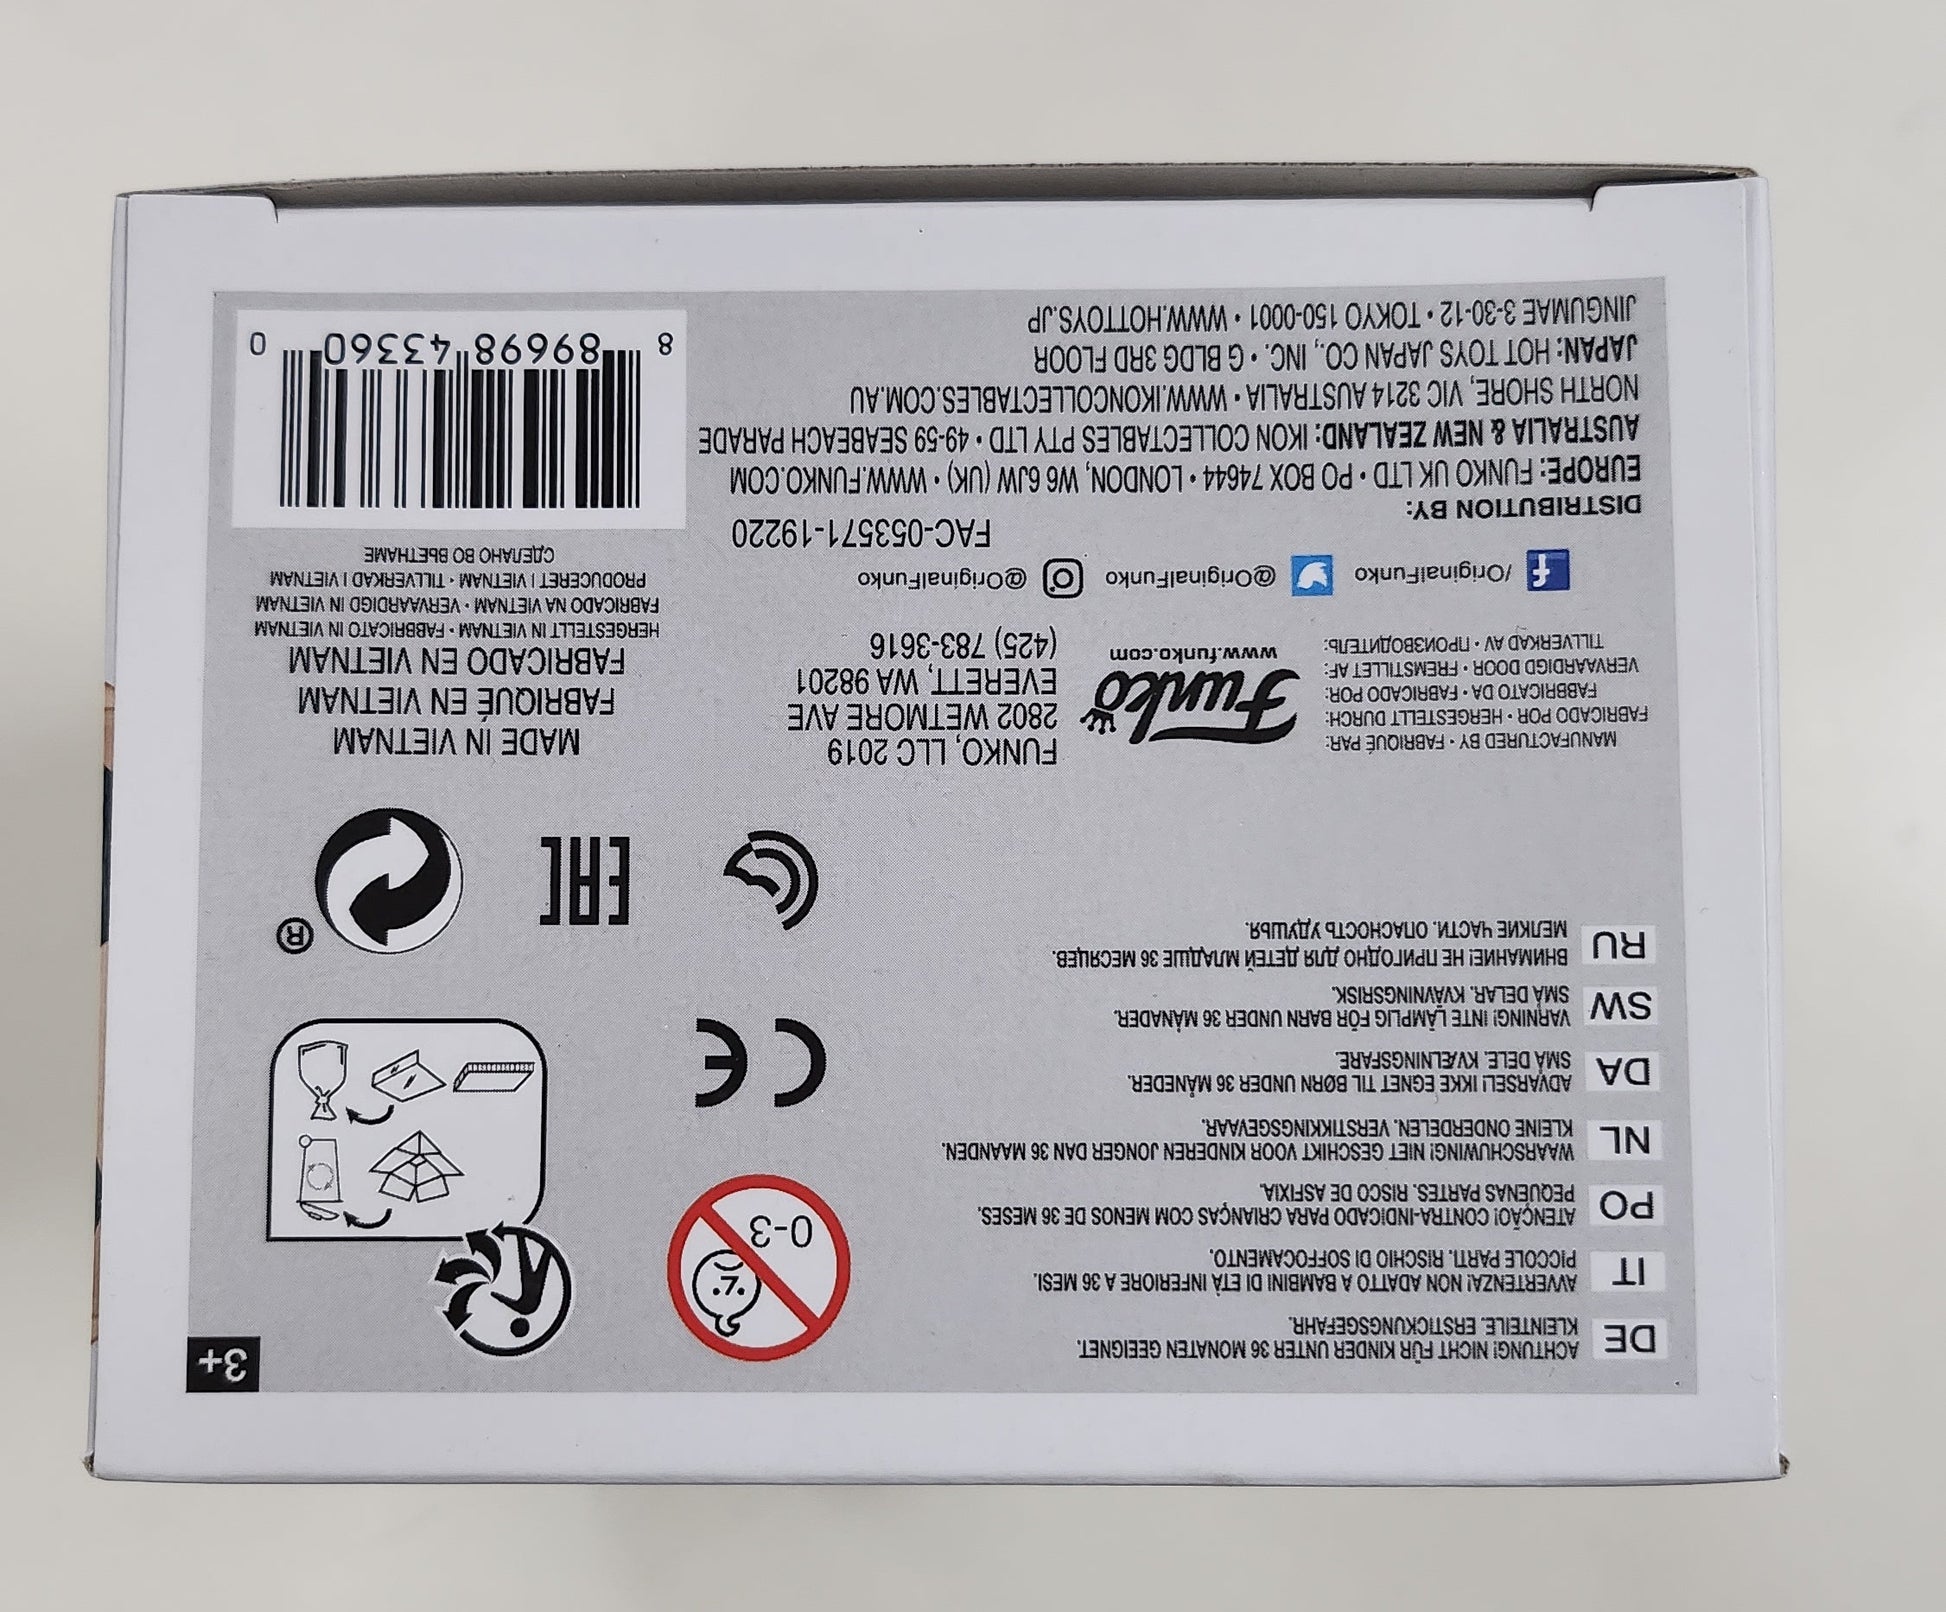 DE
ACHTUNG! NICHT FÜR KINDER UNTER 36 MONATEN GEEIGNET.
KLEINTEILE. ERSTICKUNGSGEFAHR.
IT
AVVERTENZA! NON ADATTO A BAMBINI DI ETÀ INFERIORE A 36 MESI.
PICCOLE PARTI. RISCHIO DI SOFFOCAMENTO.
PO
ATENÇÃO! CONTRA-INDICADO PARA CRIANÇAS COM MENOS DE 36 MESES.
PEQUENAS PARTES. RISCO DE ASFIXIA.
NL
WAARSCHUWING! NIET GESCHIKT VOOR KINDEREN JONGER DAN 36 MAANDEN.
KLEINE ONDERDELEN. VERSTIKKINGSGEVAAR.
DA
ADVARSEL! IKKE EGNET TIL BØRN UNDER 36 MÅNEDER.
SMÅ DELE. KVÆLNINGSFARE.
SW
VARNING! INTE LÄMPLIG FÖR BARN UNDER 36 MÅNADER.
SMÅ DELAR. KVÄVNINGSRISK.
RU
ВНИМАНИЕ! НЕ ПРИГОДНО ДЛЯ ДЕТЕЙ МЛАДШЕ 36 МЕСЯЦЕВ.
МЕЛКИЕ ЧАСТИ. ОПАСНОСТЬ УДУШЬЯ.
0-3
3+
CE
EAC
®
MANUFACTURED BY • FABRIQUÉ PAR:
FABRICADO POR • HERGESTELLT DURCH:
FABBRICATO DA • FABRICADO POR:
VERVAARDIGD DOOR • FREMSTILLET AF:
TILLVERKAD AV • ПРОИЗВОДИТЕЛЬ:
Funko
www.funko.com
FUNKO, LLC 2019
2802 WETMORE AVE
EVERETT, WA 98201
(425) 783-3616
/OriginalFunko
@OriginalFunko
@OriginalFunko
FAC-053571-19220
DISTRIBUTION BY:
EUROPE: FUNKO UK LTD • PO BOX 74644 • LONDON, W6 6JW (UK) • WWW.FUNKO.COM
AUSTRALIA & NEW ZEALAND: IKON COLLECTABLES PTY LTD • 49-59 SEABEACH PARADE
NORTH SHORE, VIC 3214 AUSTRALIA • WWW.IKONCOLLECTABLES.COM.AU
JAPAN: HOT TOYS JAPAN CO., INC. • G BLDG 3RD FLOOR
JINGUMAE 3-30-12 • TOKYO 150-0001 • WWW.HOTTOYS.JP
MADE IN VIETNAM
FABRIQUÉ EN VIETNAM
FABRICADO EN VIETNAM
HERGESTELLT IN VIETNAM • FABBRICATO IN VIETNAM
FABRICADO NA VIETNAM • VERVAARDIGD IN VIETNAM
PRODUCERET I VIETNAM • TILLVERKAD I VIETNAM
СДЕЛАНО ВО ВЬЕТНАМЕ
8 89698 43360 0